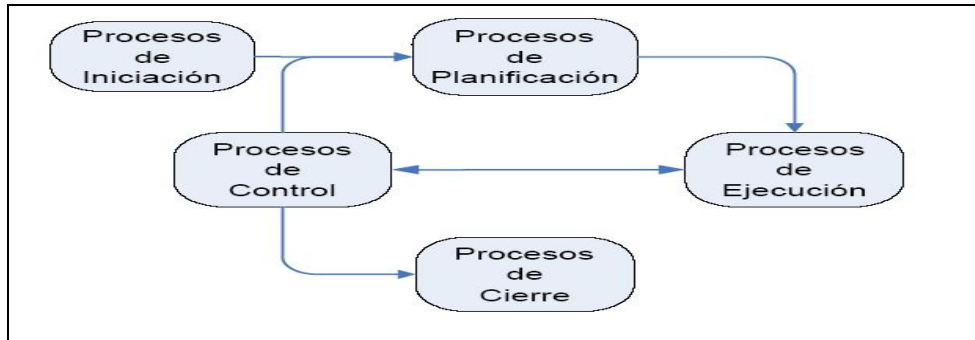 Procesos
de
Iniciación
Procesos
de
Planificación
Procesos
de
Control
Procesos
de
Ejecución
Procesos
de
Cierre